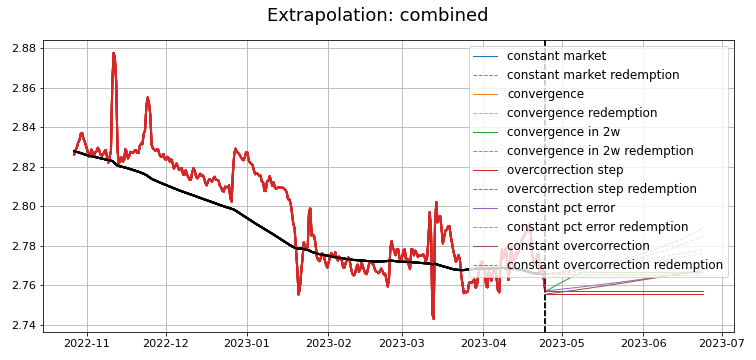 Extrapolation: combined
2.88
2.86
2.84
2.82
2.80
2.78
2.76
2.74
constant market
constant market redemption
convergence
convergence redemption
convergence in 2w
convergence in 2w redemption
overcorrection step
overcorrection step redemption
constant pct error
constant pct error redemption
constant overcorrection
constant overcorrection redemption
2022-11 2022-12 2023-01 2023-02 2023-03 2023-04 2023-05 2023-06 2023-07